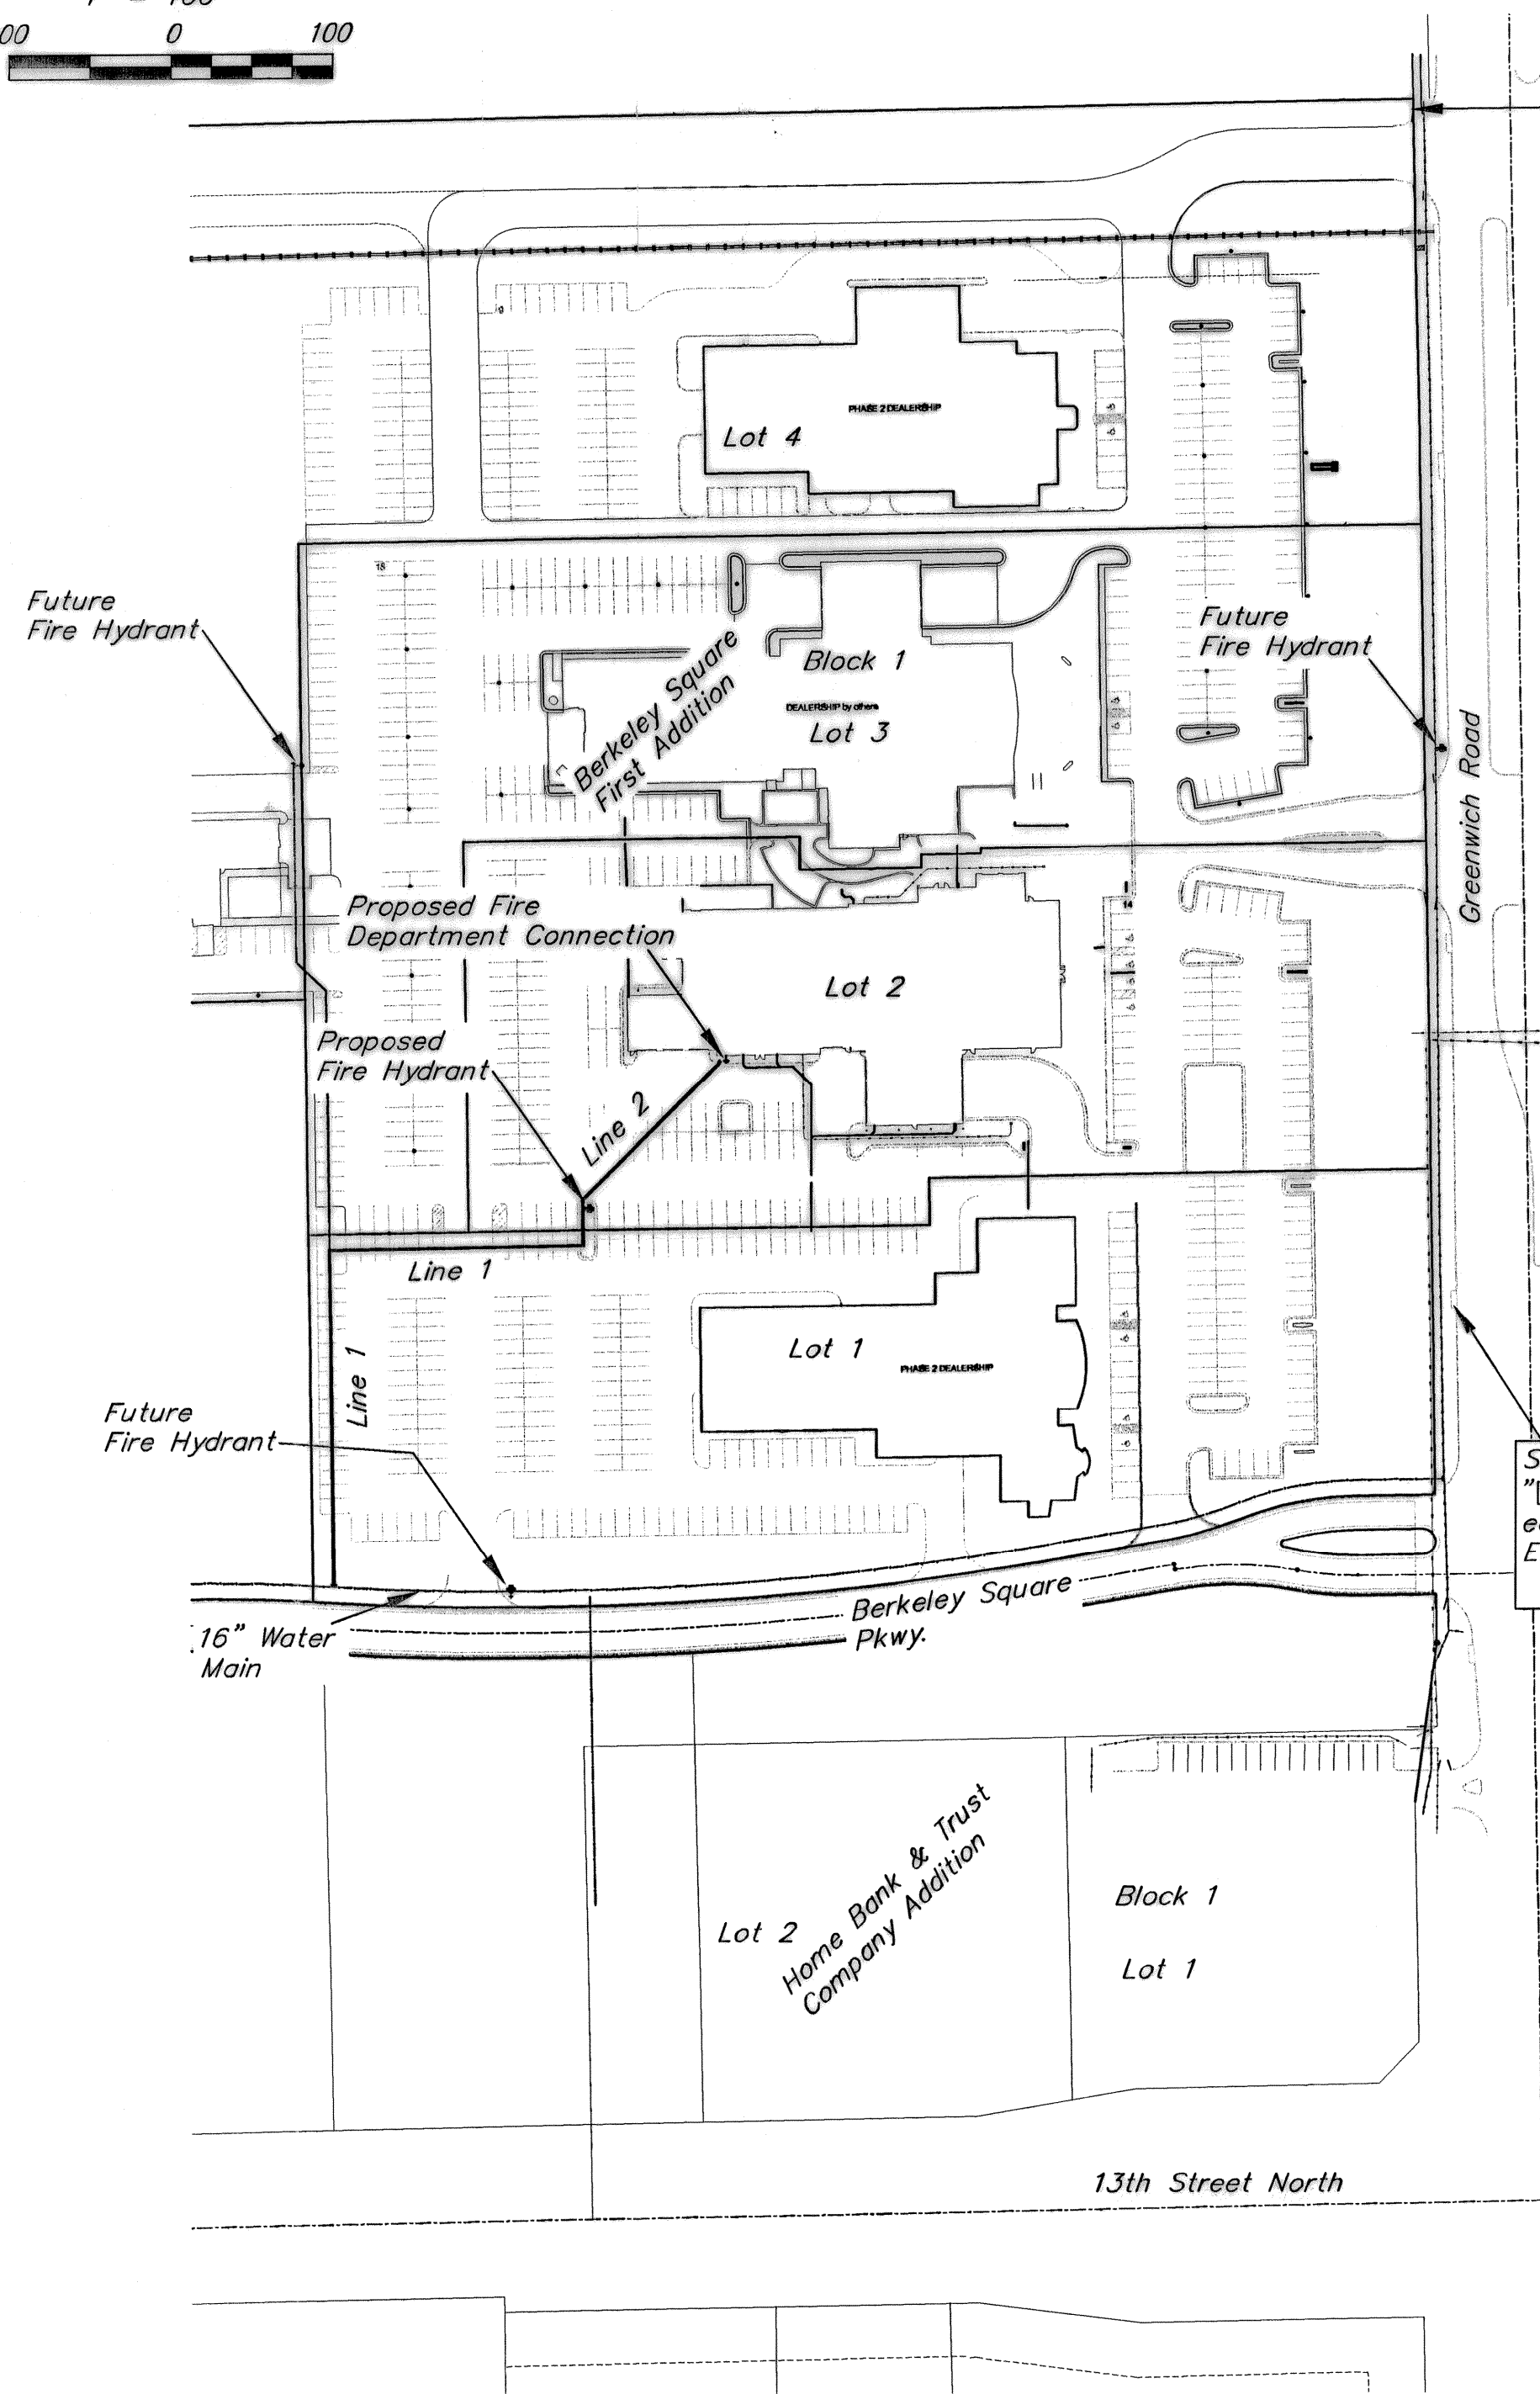 0
100
PHASE 2 DEALERSHIP
Lot 4
18
Future
Fire Hydrant
Future
Fire Hydrant
Berkeley Square
First Addition
Block 1
DEALERSHIP by others
Lot 3
Greenwich Road
Proposed Fire
Department Connection
14
Lot 2
Proposed
Fire Hydrant
Line 2
Line 1
Line 1
Lot 1
PHASE 2 DEALERSHIP
Future
Fire Hydrant
Berkeley Square
Pkwy.
16" Water
Main
Home Bank & Trust
Company Addition
Lot 2
Block 1
Lot 1
13th Street North